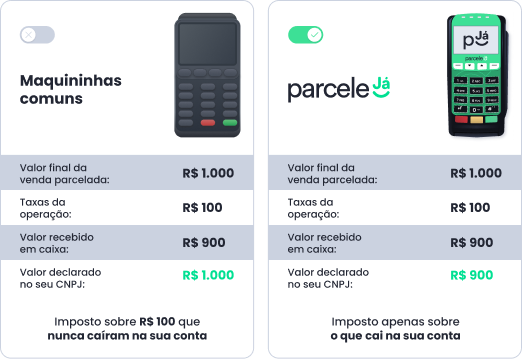 Maquininhas
comuns
Valor final da
venda parcelada:
R$ 1.000
Taxas da
operação:
R$ 100
Valor recebido
em caixa:
R$ 900
Valor declarado
no seu CNPJ:
R$ 1.000
Imposto sobre R$ 100 que
nunca caíram na sua conta
parcele Já
pJá
parcele Já
Valor final da
venda parcelada:
R$ 1.000
Taxas da
operação:
R$ 100
Valor recebido
em caixa:
R$ 900
Valor declarado
no seu CNPJ:
R$ 900
Imposto apenas sobre
o que cai na sua conta